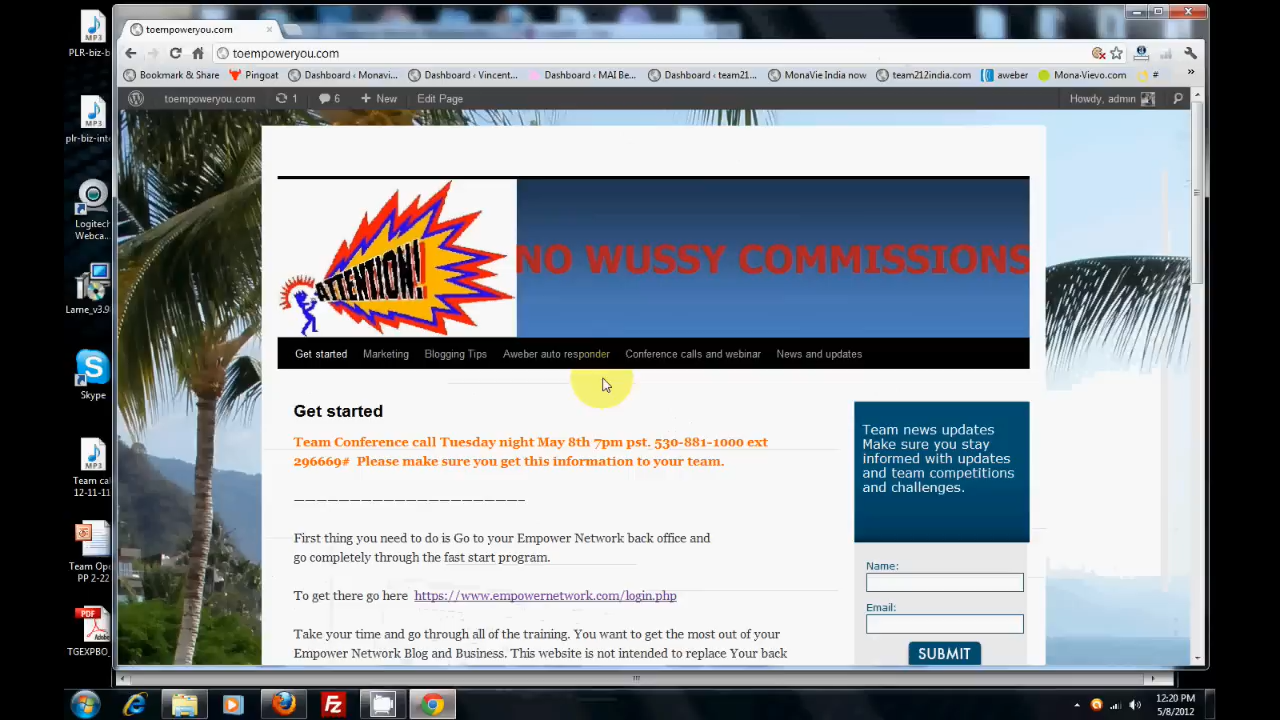 toempoweryou.com
toempoweryou.com
Bookmark & Share
Pingoat
Dashboard ‹ Monavi...
Dashboard ‹ Vincent...
Dashboard ‹ MAI Be...
Dashboard ‹ team21...
MonaVie India now
team212india.com
aweber
Mona-Vievo.com
#
»
toempoweryou.com
1
6
+ New
Edit Page
Howdy, admin
ATTENTION!
NO WUSSY COMMISSIONS
Get started
Marketing
Blogging Tips
Aweber auto responder
Conference calls and webinar
News and updates
Get started
Team Conference call Tuesday night May 8th 7pm pst. 530-881-1000 ext
296669# Please make sure you get this information to your team.
—————————————————————–
First thing you need to do is Go to your Empower Network back office and
go completely through the fast start program.
To get there go here https://www.empowernetwork.com/login.php
Take your time and go through all of the training. You want to get the most out of your
Empower Network Blog and Business. This website is not intended to replace Your back
Team news updates
Make sure you stay
informed with updates
and team competitions
and challenges.
Name:
Email:
SUBMIT
MP3
PLR-biz-b
MP3
plr-biz-int
Logitech
Webca...
Lame_v3.9
Skype
MP3
Team cal
12-11-11
Team Op
PP 2-22
PDF
Adobe
TGEXPBO
12:20 PM
5/8/2012